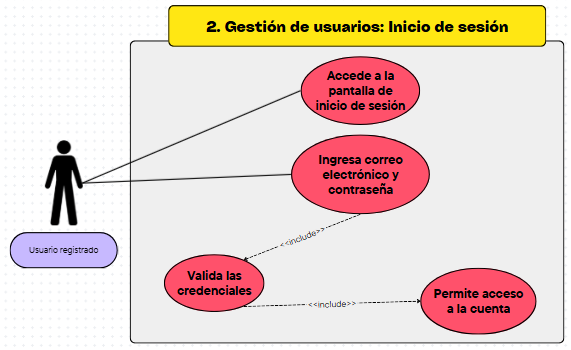 2. Gestión de usuarios: Inicio de sesión
Accede a la
pantalla de
inicio de sesión
Ingresa correo
electrónico y
contraseña
Usuario registrado
<<include>>
Valida las
credenciales
<<include>>
Permite acceso
a la cuenta